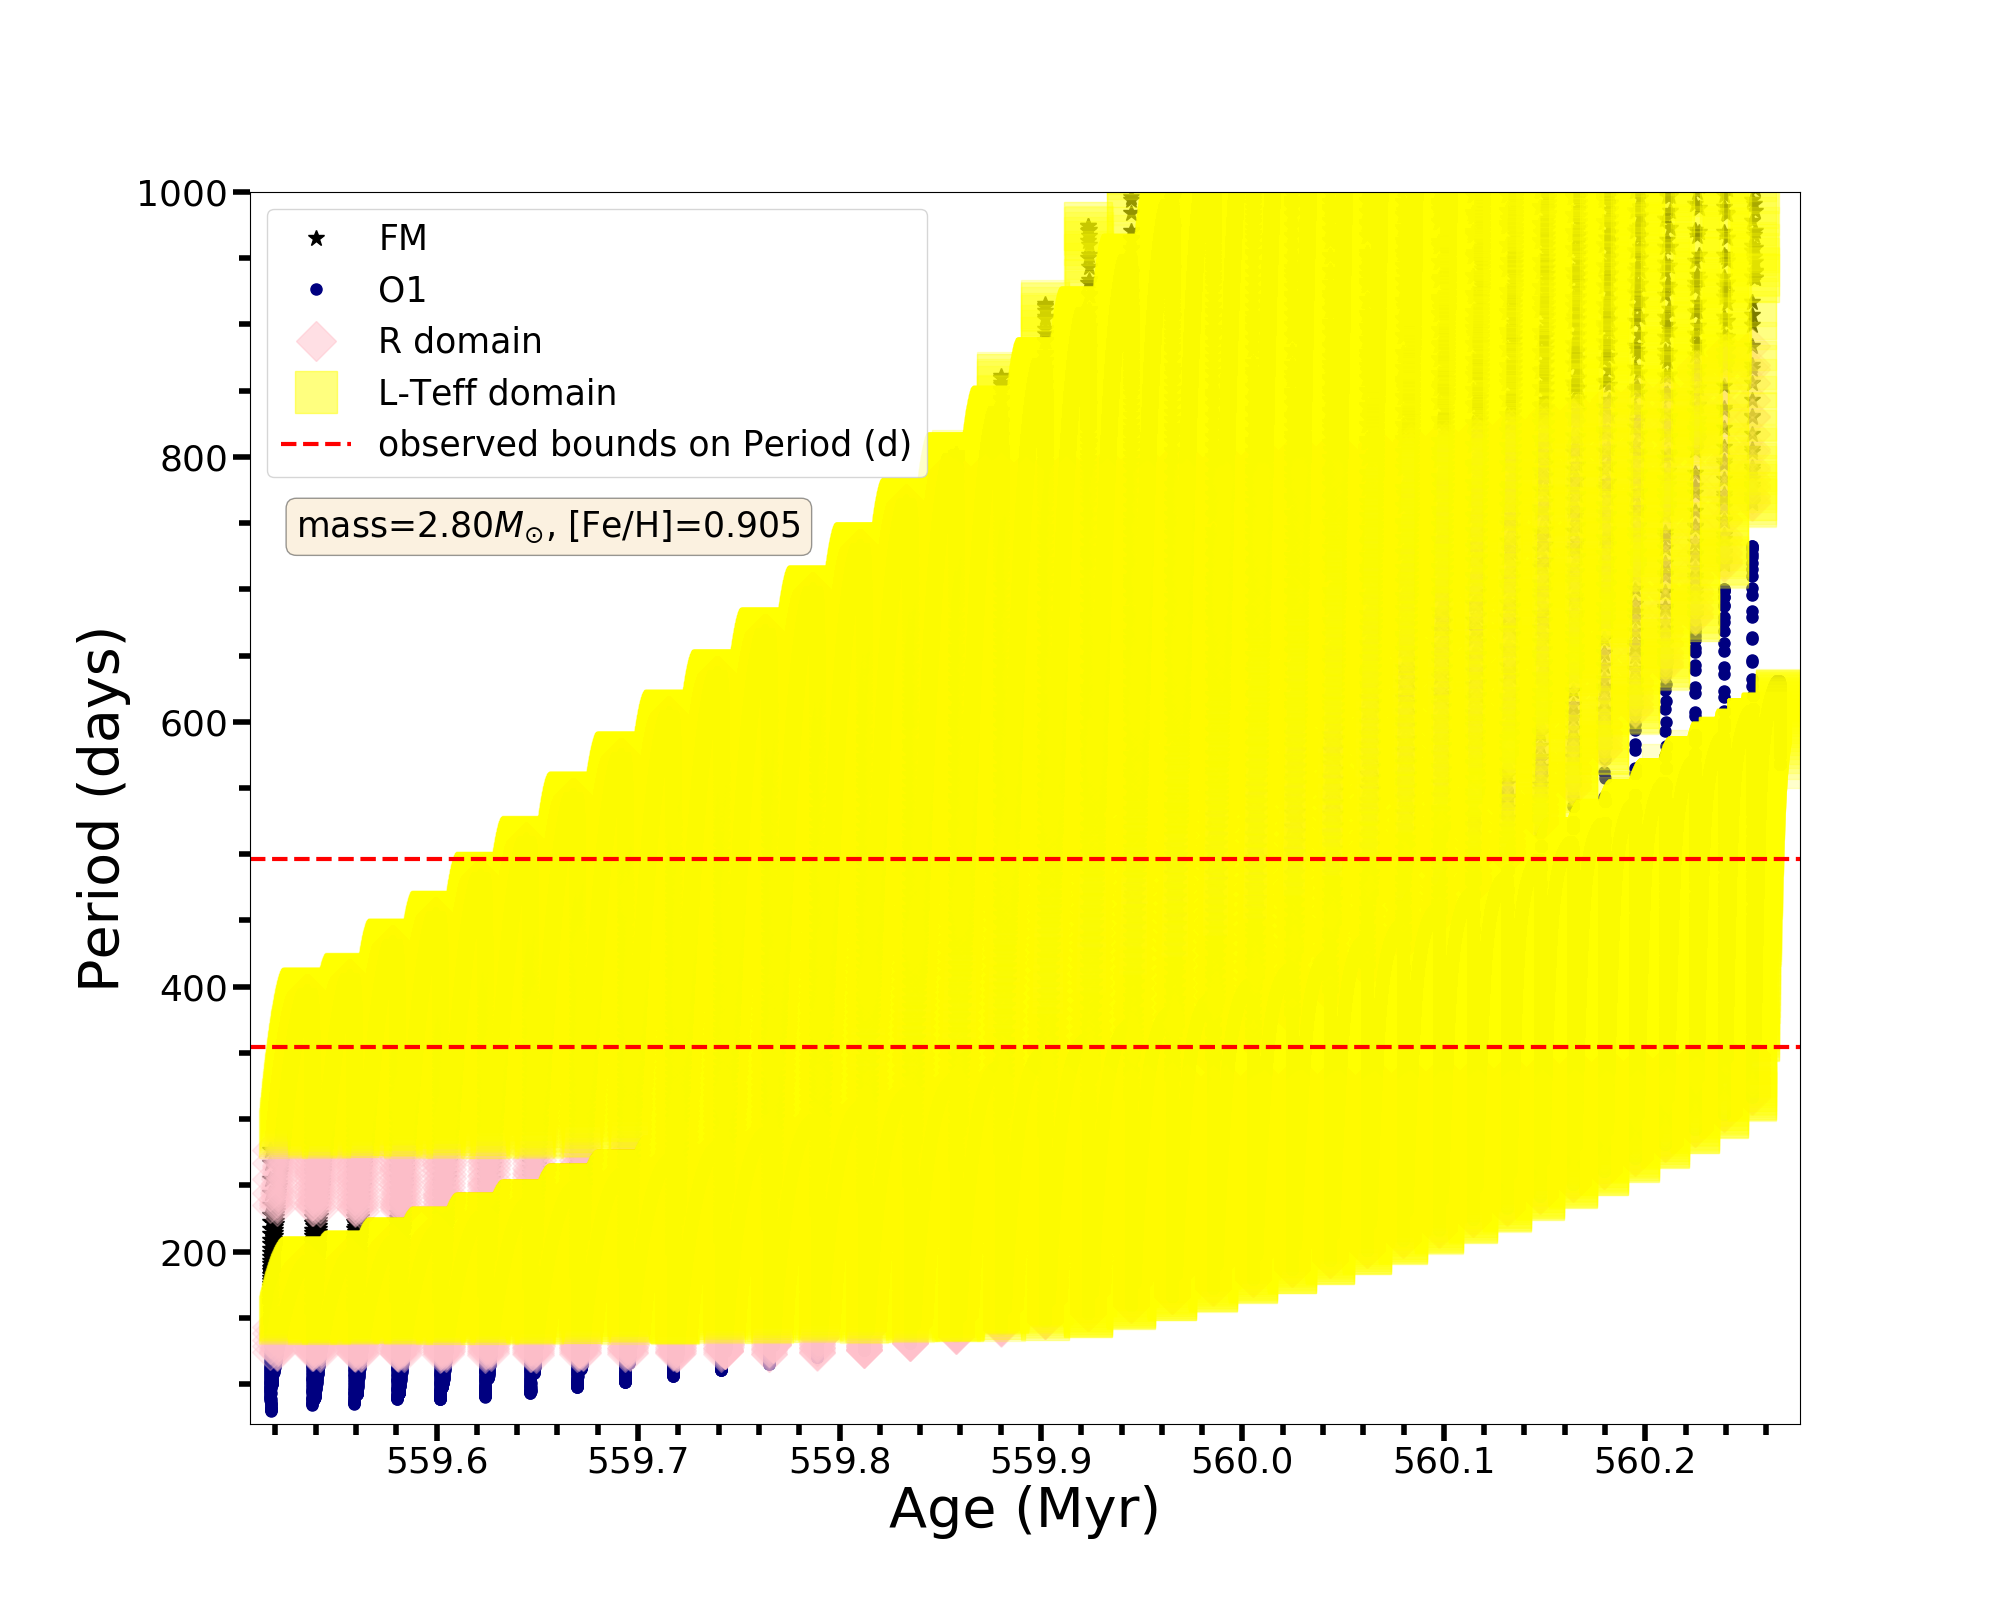 1000
800
600
400
200
Period (days)
FM
O1
R domain
L-Teff domain
observed bounds on Period (d)
mass=2.80M⊙, [Fe/H]=0.905
559.6 559.7 559.8 559.9 560.0 560.1 560.2
Age (Myr)